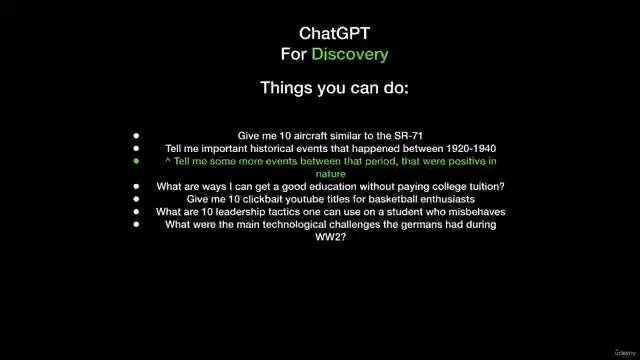 ChatGPT
For Discovery
Things you can do:
Give me 10 aircraft similar to the SR-71
Tell me important historical events that happened between 1920-1940
^ Tell me some more events between that period, that were positive in
nature
What are ways I can get a good education without paying college tuition?
Give me 10 clickbait youtube titles for basketball enthusiasts
What are 10 leadership tactics one can use on a student who misbehaves
What were the main technological challenges the germans had during
WW2?
udemy